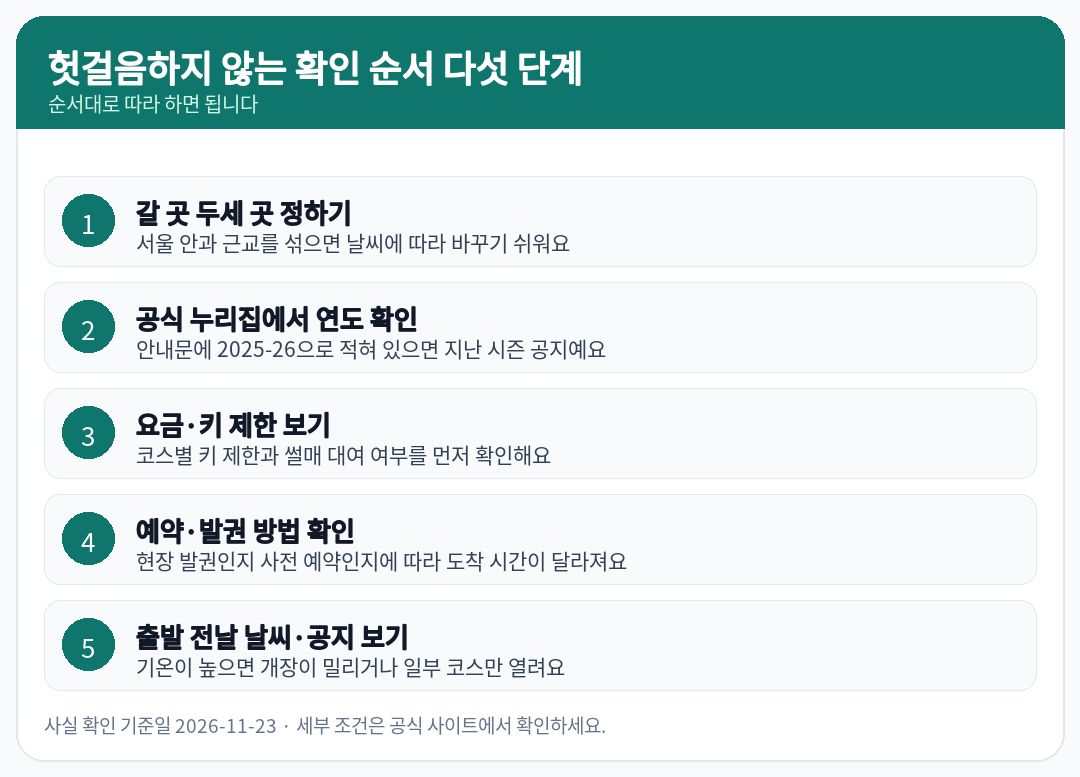 헛걸음하지 않는 확인 순서 다섯 단계
순서대로 따라 하면 됩니다
1
갈 곳 두세 곳 정하기
서울 안과 근교를 섞으면 날씨에 따라 바꾸기 쉬워요
2
공식 누리집에서 연도 확인
안내문에 2025-26으로 적혀 있으면 지난 시즌 공지예요
3
요금·키 제한 보기
코스별 키 제한과 썰매 대여 여부를 먼저 확인해요
4
예약·발권 방법 확인
현장 발권인지 사전 예약인지에 따라 도착 시간이 달라져요
5
출발 전날 날씨·공지 보기
기온이 높으면 개장이 밀리거나 일부 코스만 열려요
사실 확인 기준일 2026-11-23 · 세부 조건은 공식 사이트에서 확인하세요.